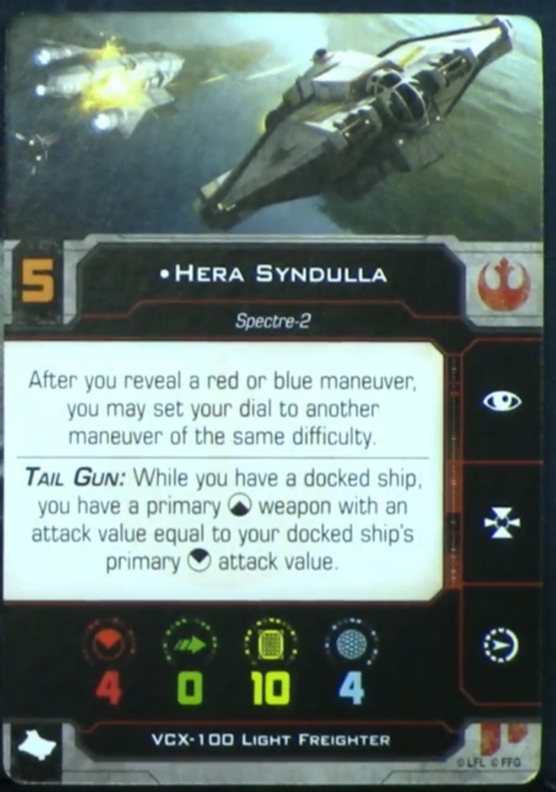 5
•Hera Syndulla
Spectre-2
After you reveal a red or blue maneuver,
you may set your dial to another
maneuver of the same difficulty.
Tail Gun: While you have a docked ship,
you have a primary weapon with an
attack value equal to your docked ship's
primary attack value.
4 0 10 4
VCX-100 Light Freighter
© LFL © FFG